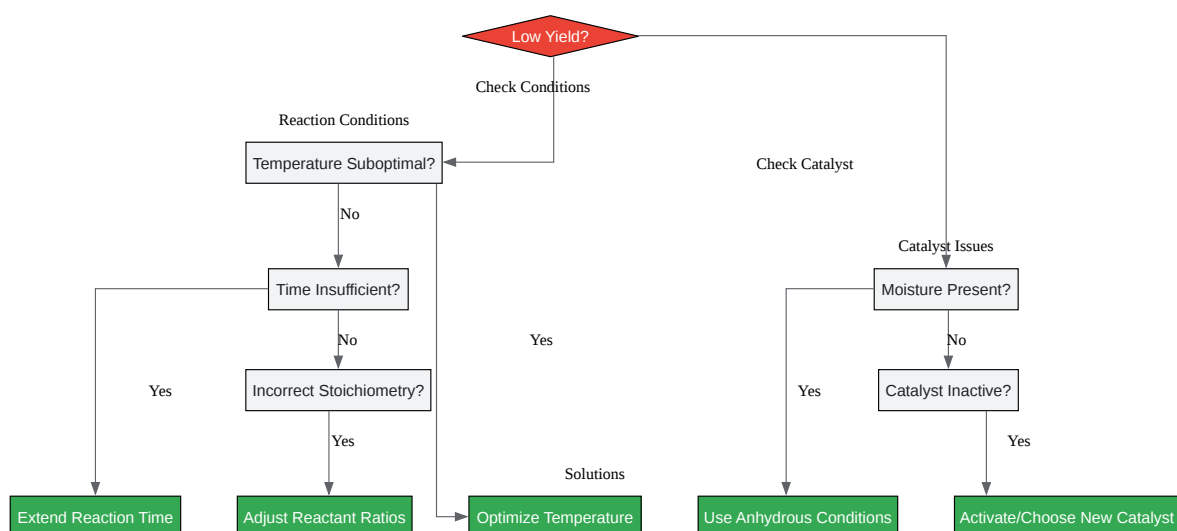 Low Yield?
Check Conditions
Reaction Conditions
Temperature Suboptimal?
Check Catalyst
No
Catalyst Issues
Time Insufficient?
Moisture Present?
No
Yes
No
Yes
Incorrect Stoichiometry?
Yes
Catalyst Inactive?
Yes
Yes
Solutions
Extend Reaction Time
Adjust Reactant Ratios
Optimize Temperature
Use Anhydrous Conditions
Activate/Choose New Catalyst